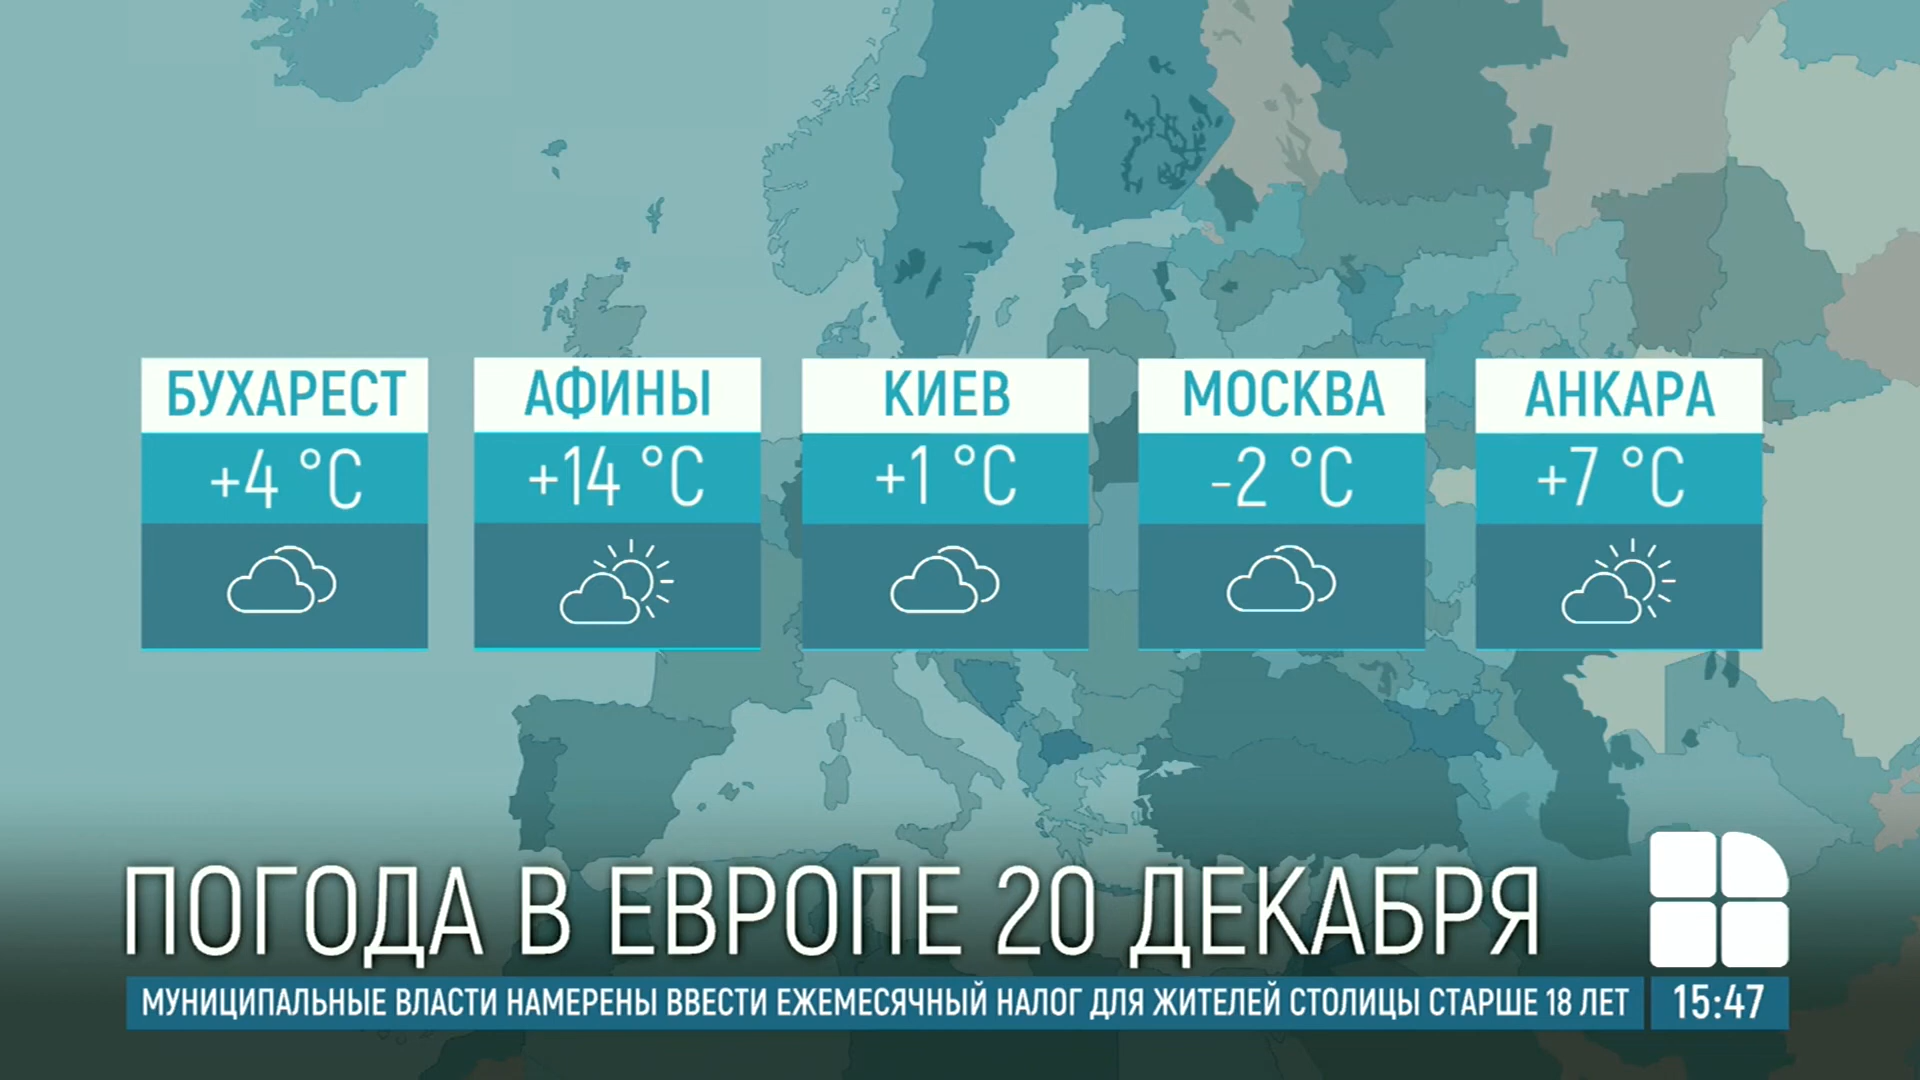 БУХАРЕСТ
+4 °C
АФИНЫ
+14 °C
КИЕВ
+1 °C
МОСКВА
-2 °C
АНКАРА
+7 °C
ПОГОДА В ЕВРОПЕ 20 ДЕКАБРЯ
МУНИЦИПАЛЬНЫЕ ВЛАСТИ НАМЕРЕНЫ ВВЕСТИ ЕЖЕМЕСЯЧНЫЙ НАЛОГ ДЛЯ ЖИТЕЛЕЙ СТОЛИЦЫ СТАРШЕ 18 ЛЕТ
15:47